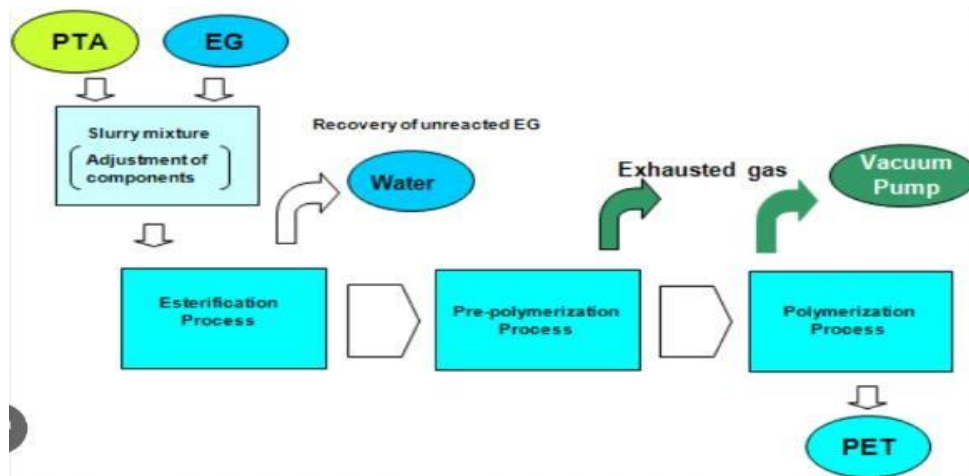 PTA
EG
Slurry mixture
Adjustment of
components
Recovery of unreacted EG
Water
Exhausted gas
Vacuum
Pump
Esterification
Process
Pre-polymerization
Process
Polymerization
Process
PET